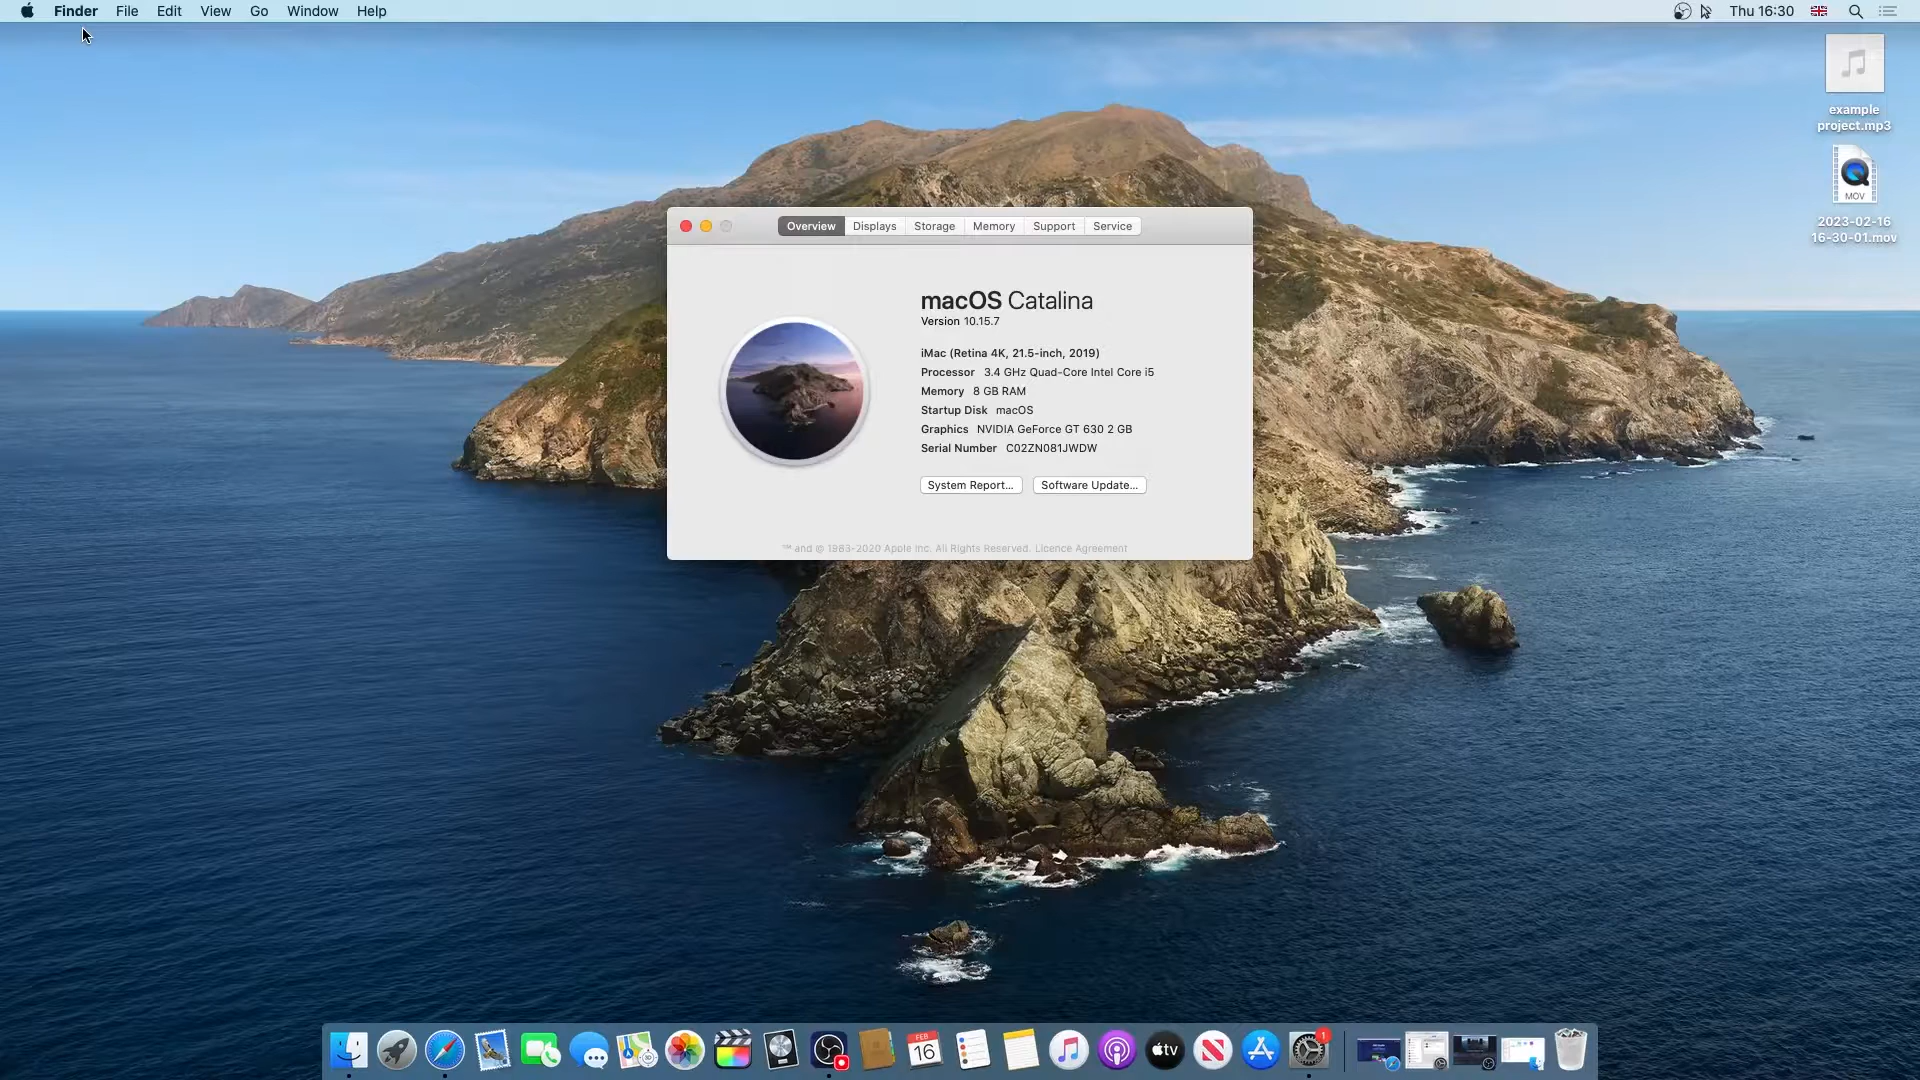 Finder File Edit View Go Window Help
Thu 16:30
example
project.mp3
MOV
2023-02-16
16-30-01.mov
Overview Displays Storage Memory Support Service
macOS Catalina
Version 10.15.7
iMac (Retina 4K, 21.5-inch, 2019)
Processor 3.4 GHz Quad-Core Intel Core i5
Memory 8 GB RAM
Startup Disk macOS
Graphics NVIDIA GeForce GT 630 2 GB
Serial Number C02ZN081JWDW
System Report... Software Update...
™ and © 1983-2020 Apple Inc. All Rights Reserved. Licence Agreement
FEB
16
tv
1